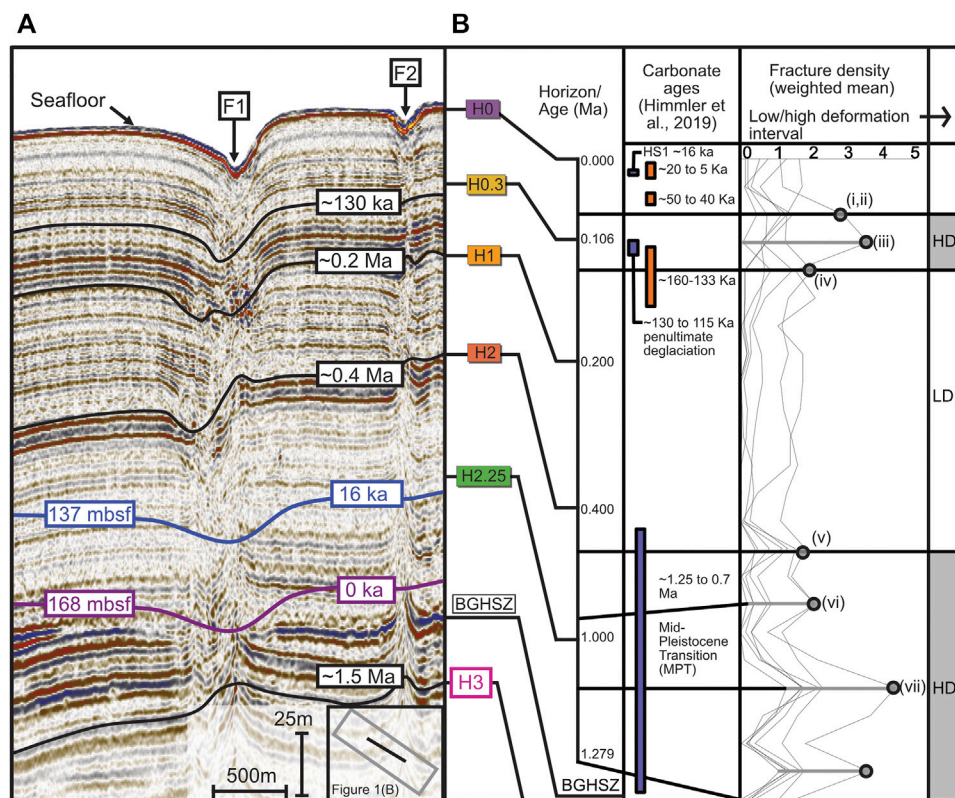 A
B
Seafloor
F1
F2
~130 ka
~0.2 Ma
~0.4 Ma
137 mbsf
16 ka
168 mbsf
0 ka
~1.5 Ma
25m
500m
Figure 1(B)
H0
H0.3
H1
H2
H2.25
BGHSZ
H3
Horizon/
Age (Ma)
0.000
0.106
0.200
0.400
1.000
1.279
BGHSZ
Carbonate
ages
(Himmler et
al., 2019)
HS1 ~16 ka
~20 to 5 Ka
~50 to 40 Ka
~160-133 Ka
~130 to 115 Ka
penultimate
deglaciation
~1.25 to 0.7
Ma
Mid-
Pleistocene
Transition
(MPT)
Fracture density
(weighted mean)
Low/high deformation
interval
0 1 2 3 4 5
(i,ii)
(iii)
(iv)
(v)
(vi)
(vii)
HD
LD
HD